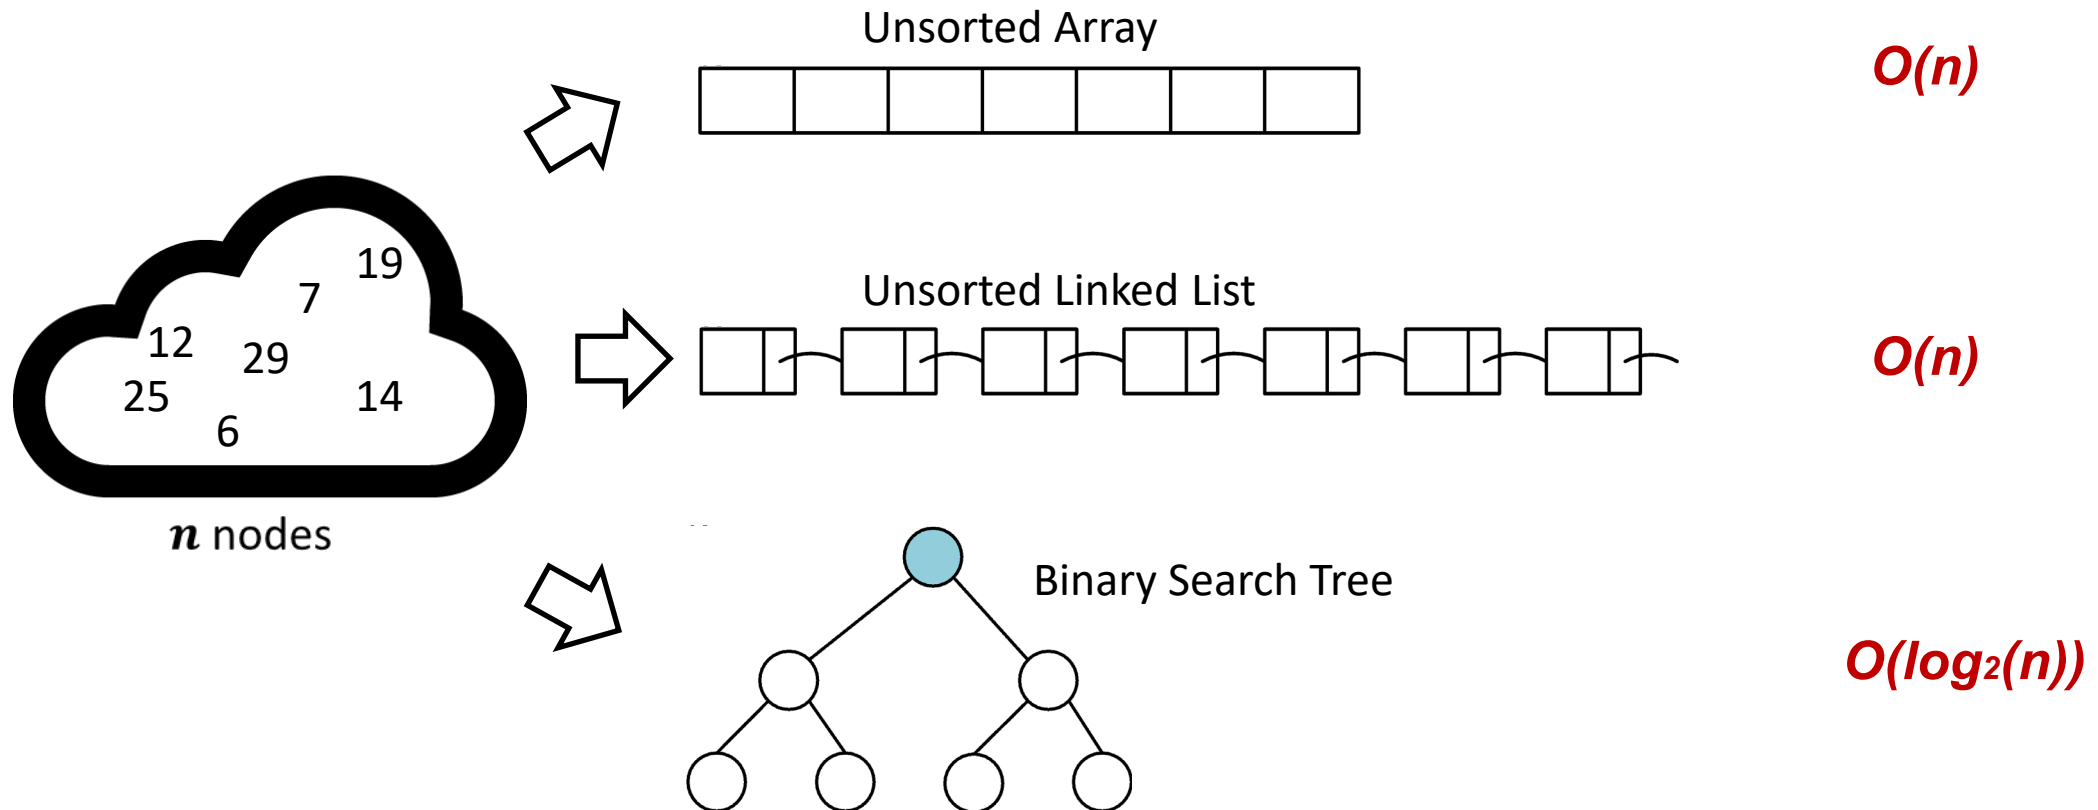 Unsorted Array
O(n)
19
7
12
29
25
14
6
n nodes
Unsorted Linked List
O(n)
Binary Search Tree
O(log₂(n))